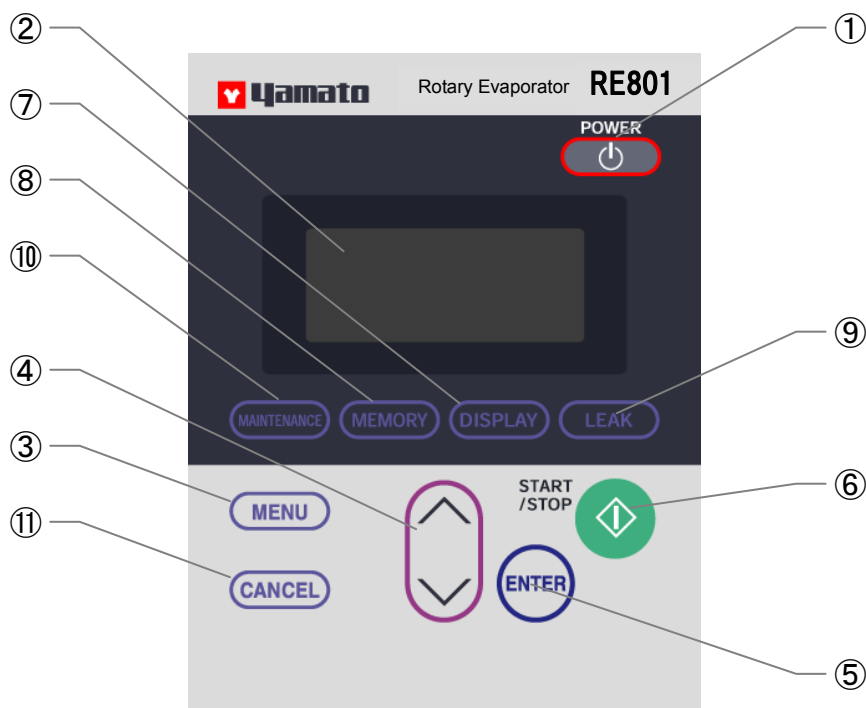 ② ①
yamato Rotary Evaporator RE801
⑦ POWER
⑧
⑩
⑨
④
MAINTENANCE MEMORY DISPLAY LEAK
③
MENU START
/STOP ⑥
⑪
CANCEL ENTER
⑤